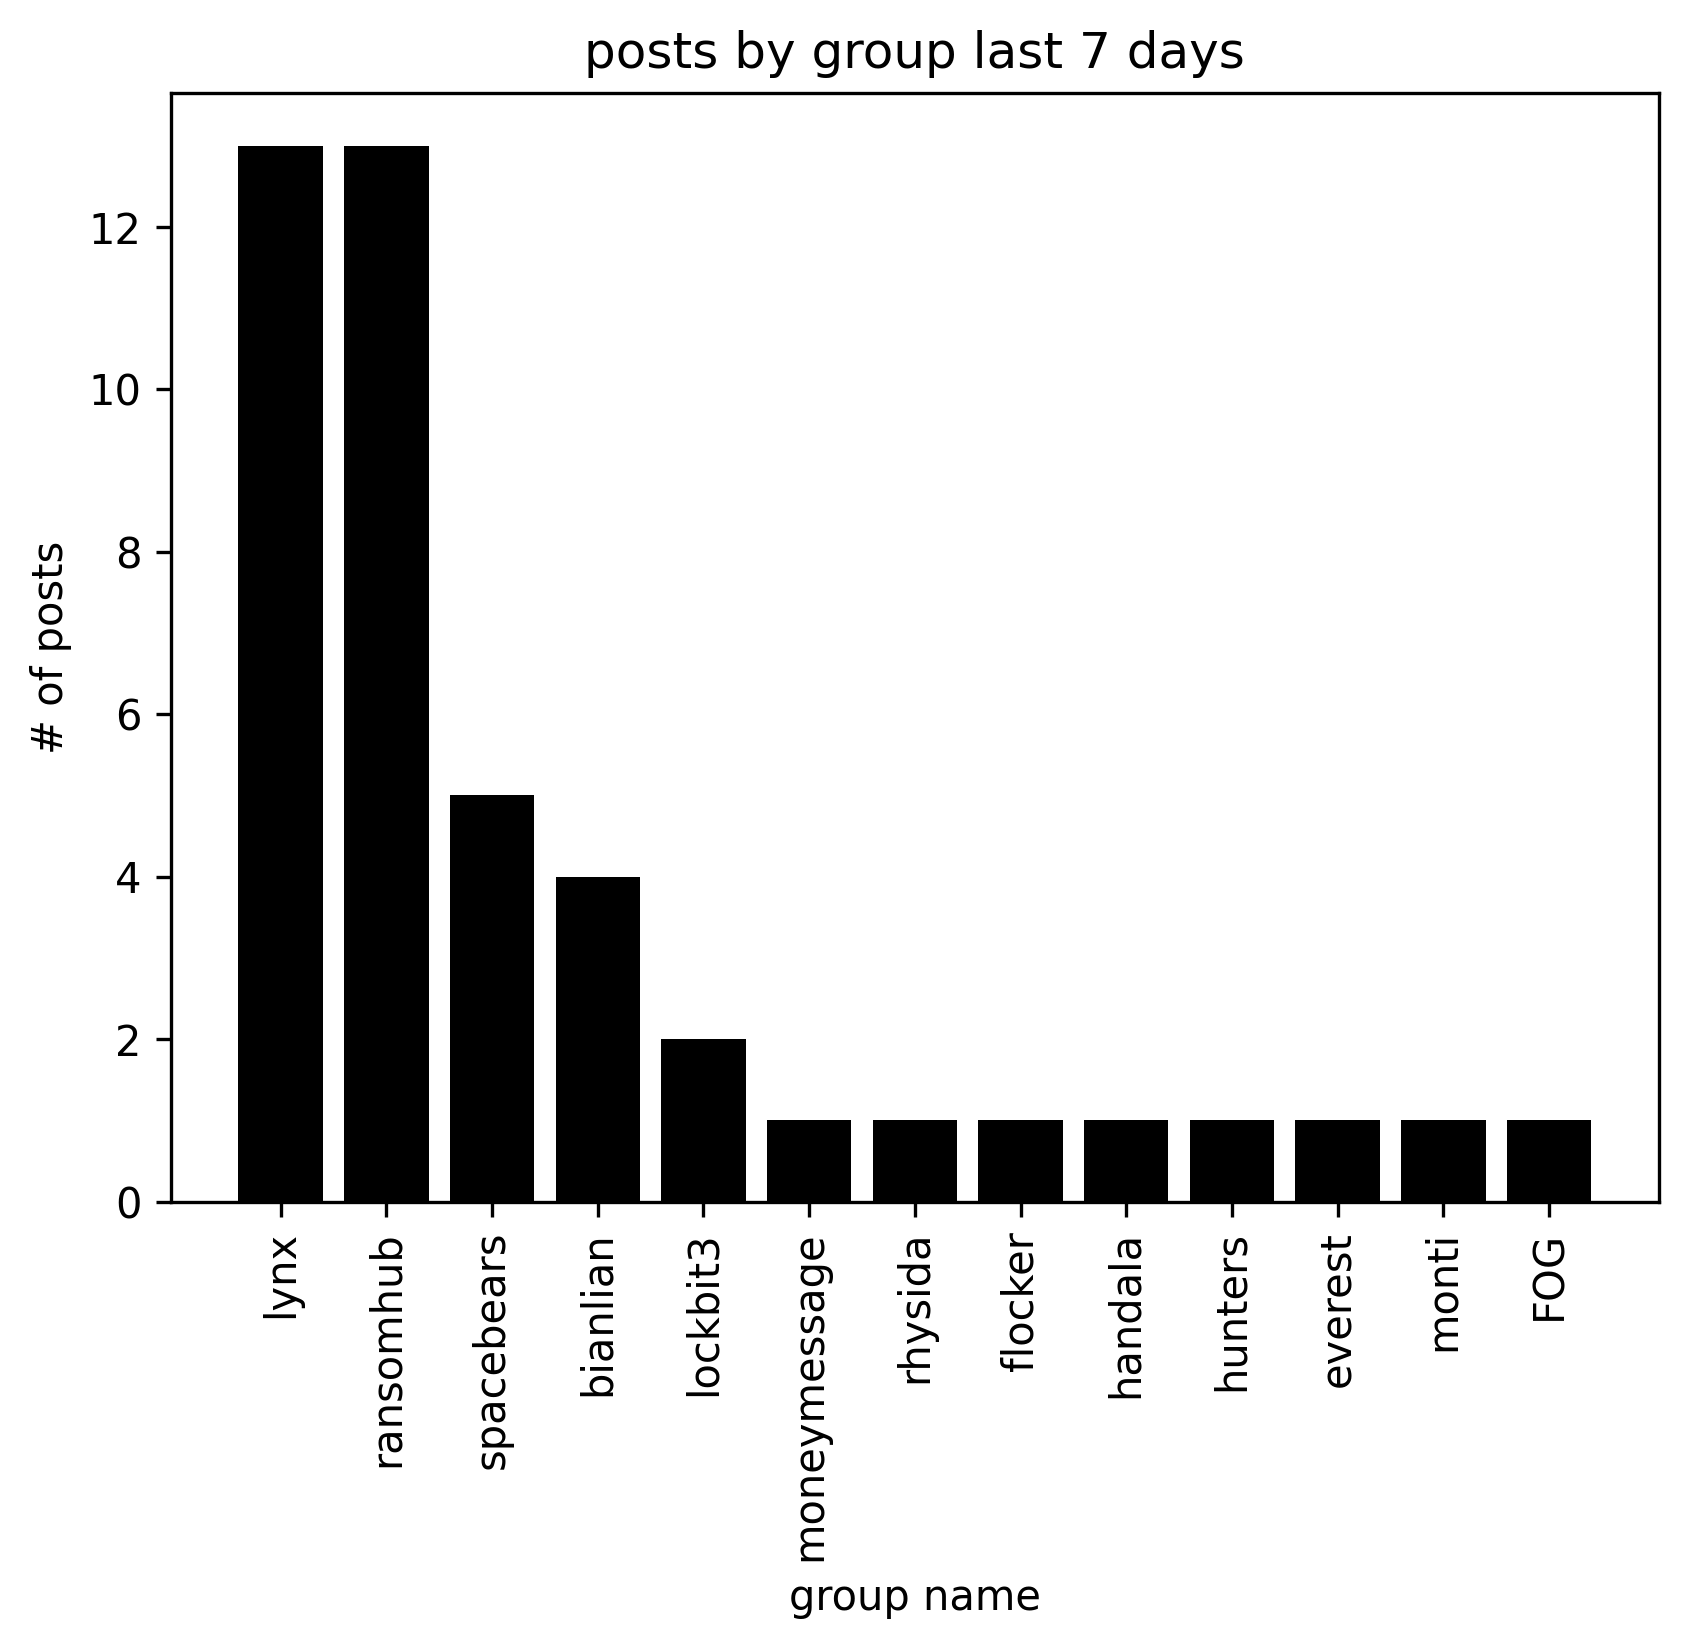 posts by group last 7 days
# of posts
12
10
8
6
4
2
0
lynx
ransomhub
spacebears
bianlian
lockbit3
moneymessage
rhysida
flocker
handala
hunters
everest
monti
FOG
group name